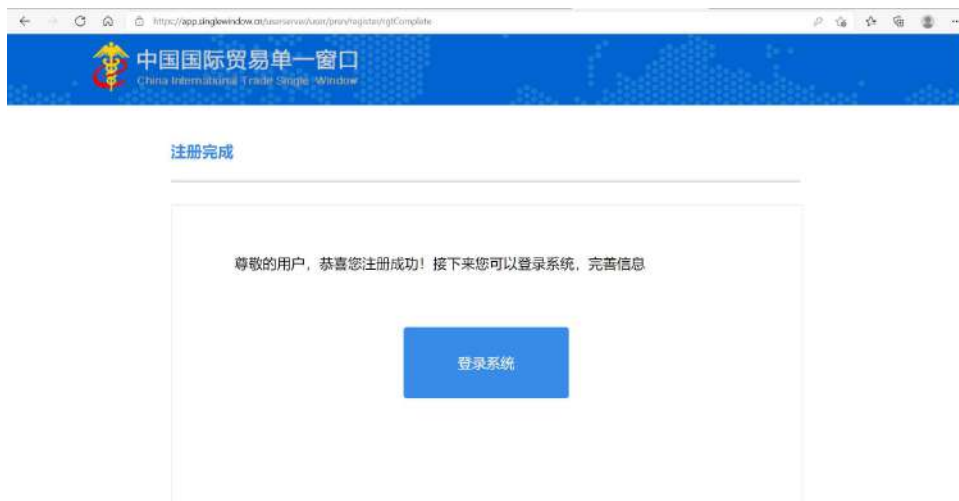 https://app.singlewindow.cn/userserver/user/prov/register/rgtComplete
中国国际贸易单一窗口
China International Trade Single Window
注册完成
尊敬的用户，恭喜您注册成功！接下来您可以登录系统，完善信息
登录系统